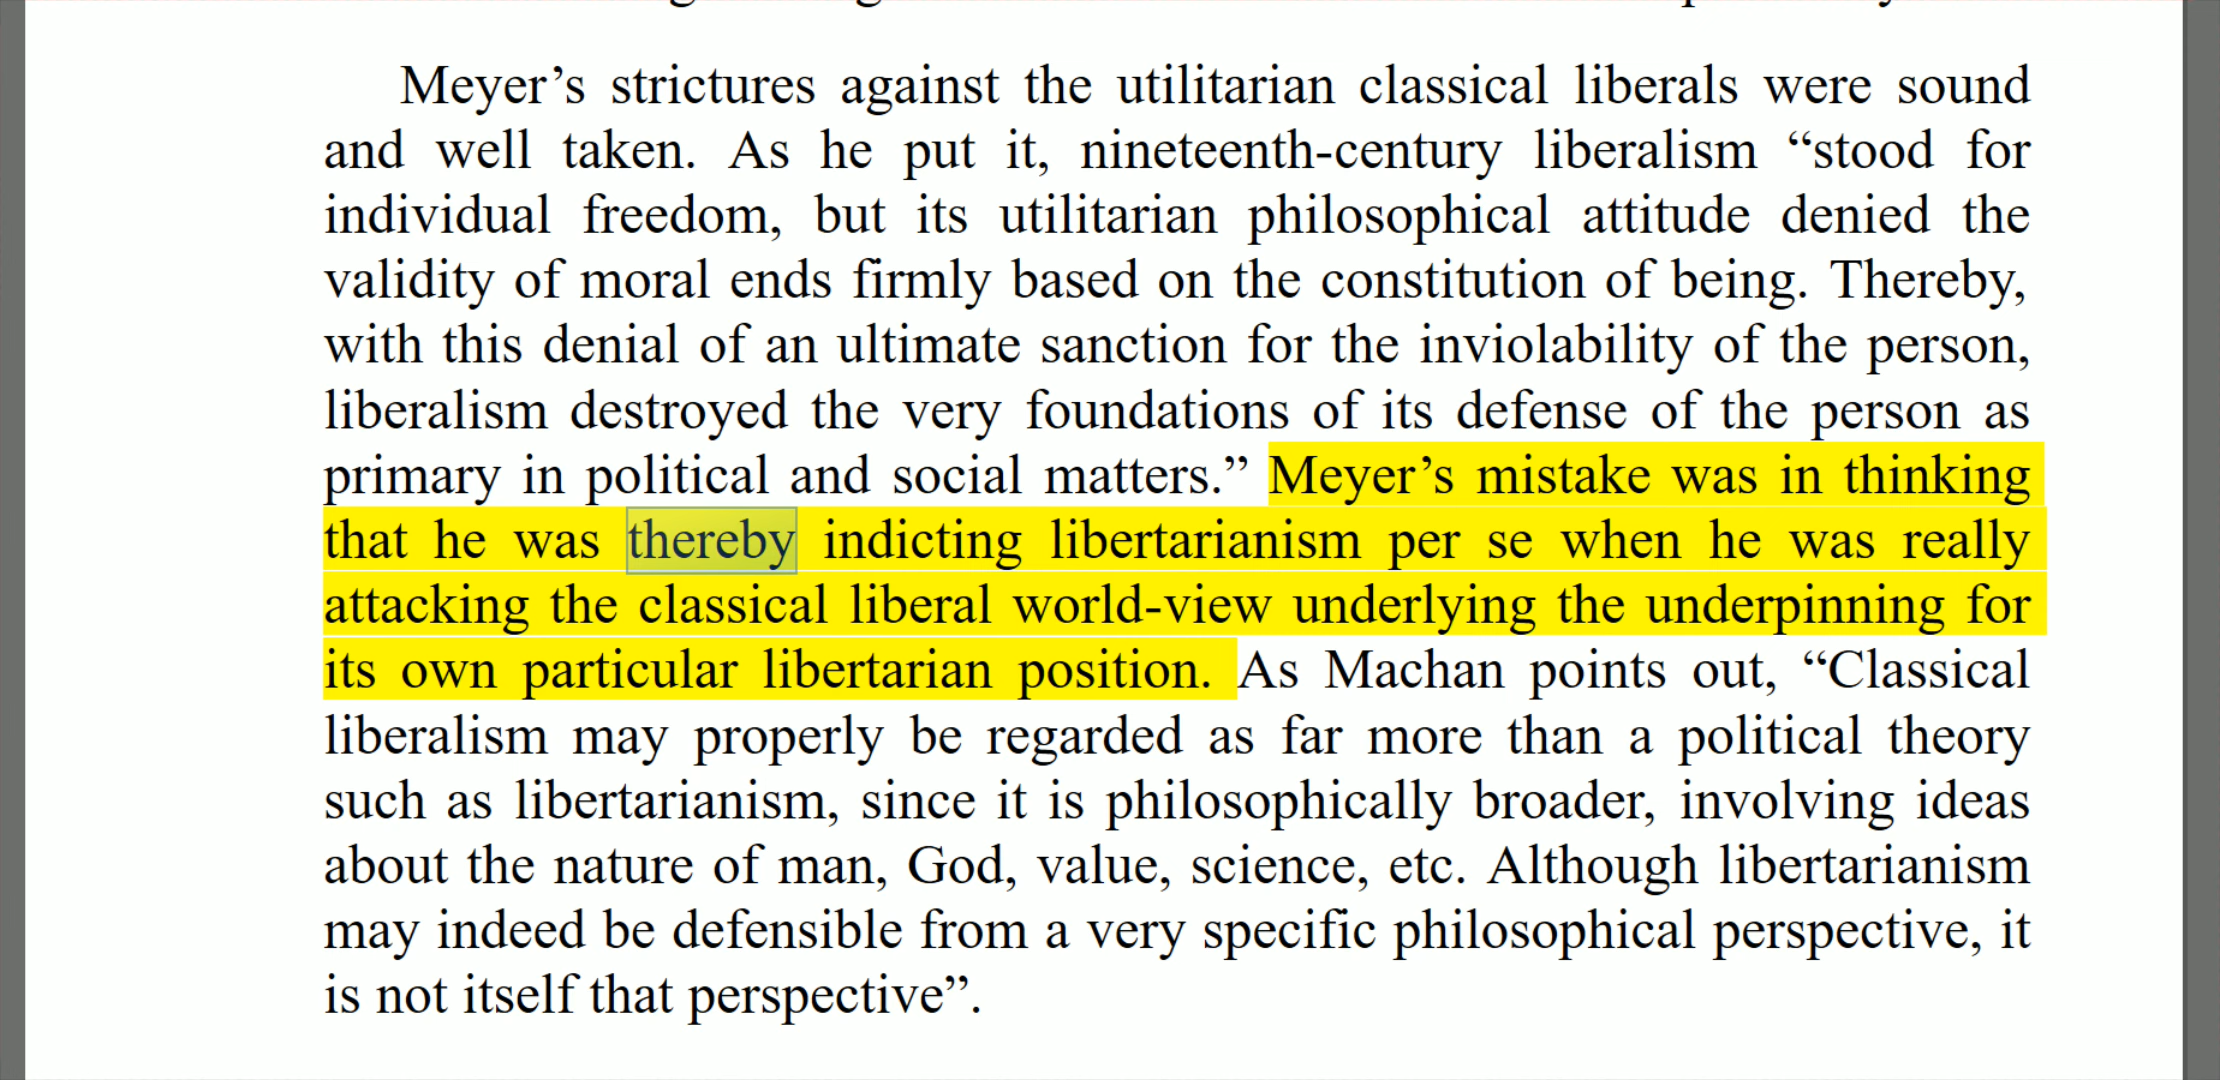 Meyer’s strictures against the utilitarian classical liberals were sound
and well taken. As he put it, nineteenth-century liberalism “stood for
individual freedom, but its utilitarian philosophical attitude denied the
validity of moral ends firmly based on the constitution of being. Thereby,
with this denial of an ultimate sanction for the inviolability of the person,
liberalism destroyed the very foundations of its defense of the person as
primary in political and social matters.” Meyer’s mistake was in thinking
that he was thereby indicting libertarianism per se when he was really
attacking the classical liberal world-view underlying the underpinning for
its own particular libertarian position. As Machan points out, “Classical
liberalism may properly be regarded as far more than a political theory
such as libertarianism, since it is philosophically broader, involving ideas
about the nature of man, God, value, science, etc. Although libertarianism
may indeed be defensible from a very specific philosophical perspective, it
is not itself that perspective”.